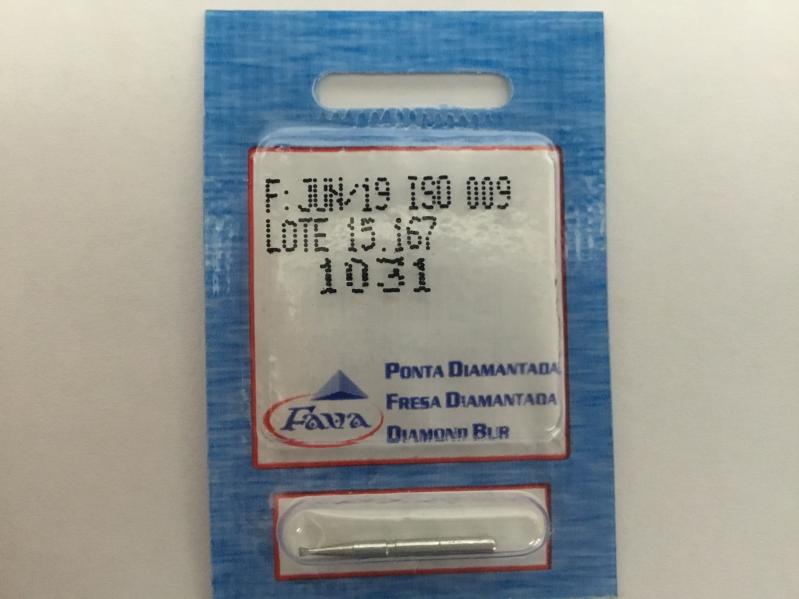 F: JUN/19 ISO 009
LOTE 15.167
1031
PONTA DIAMANTADA
FRESA DIAMANTADA
DIAMOND BUR
Fava